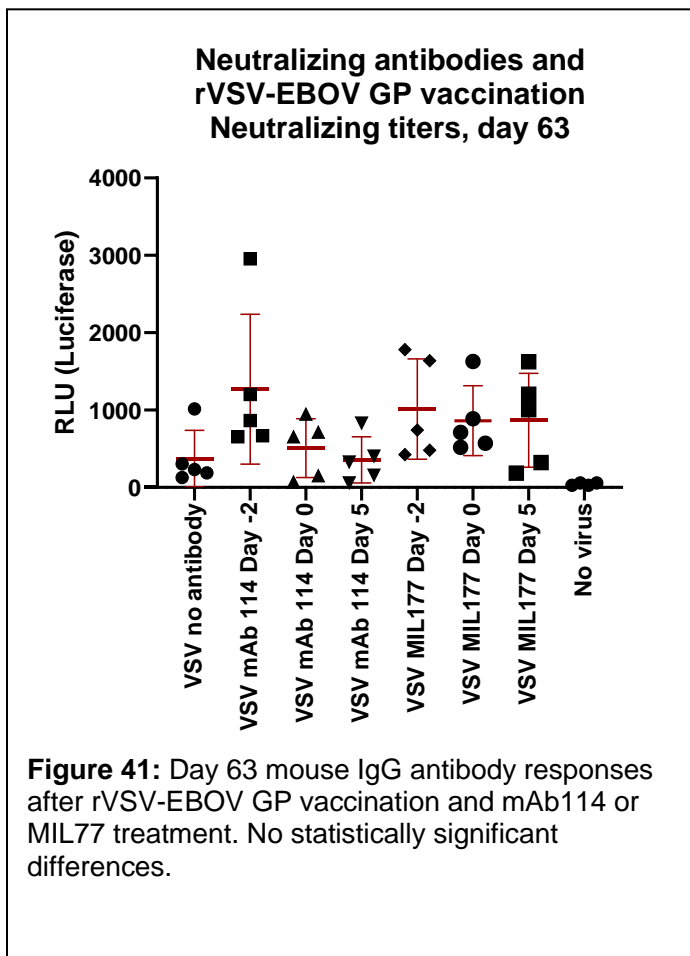 Neutralizing antibodies and
rVSV-EBOV GP vaccination
Neutralizing titers, day 63
4000
3000
2000
1000
0
RLU (Luciferase)
VSV no antibody
VSV mAb 114 Day -2
VSV mAb 114 Day 0
VSV mAb 114 Day 5
VSV MIL177 Day -2
VSV MIL177 Day 0
VSV MIL177 Day 5
No virus
Figure 41: Day 63 mouse IgG antibody responses
after rVSV-EBOV GP vaccination and mAb114 or
MIL77 treatment. No statistically significant
differences.